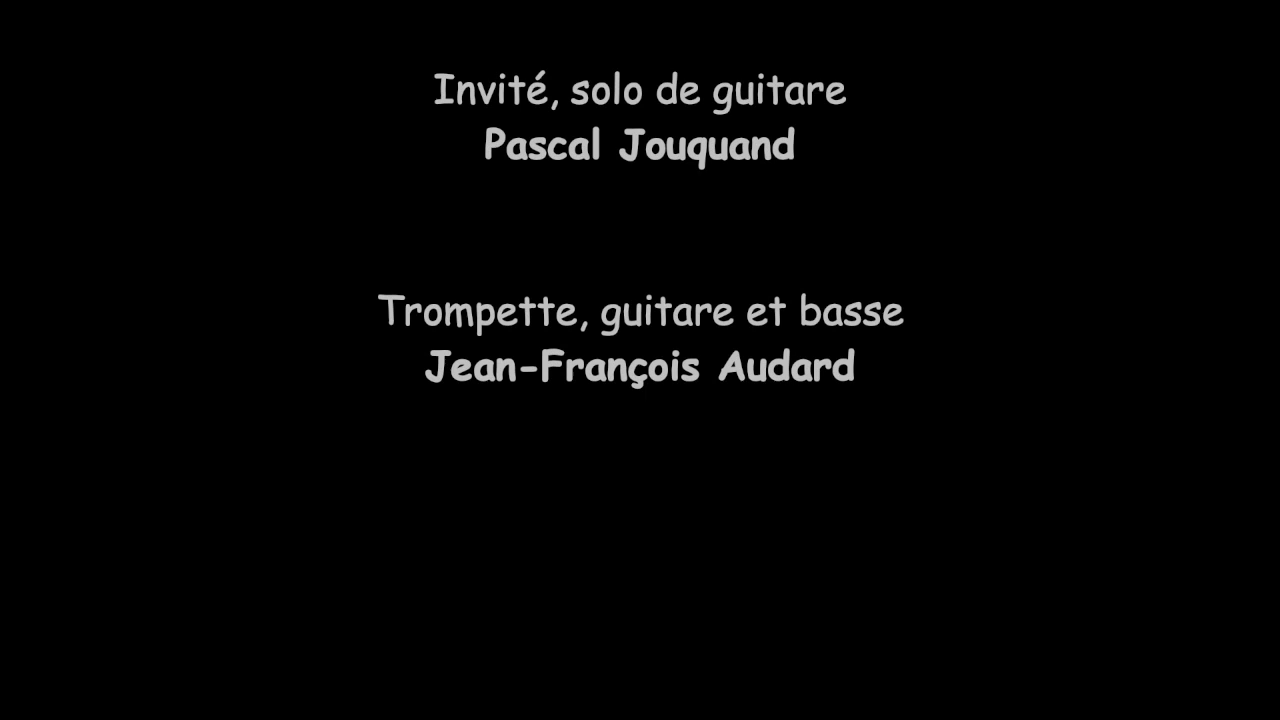 Invité, solo de guitare
Pascal Jouquand
Trompette, guitare et basse
Jean-François Audard